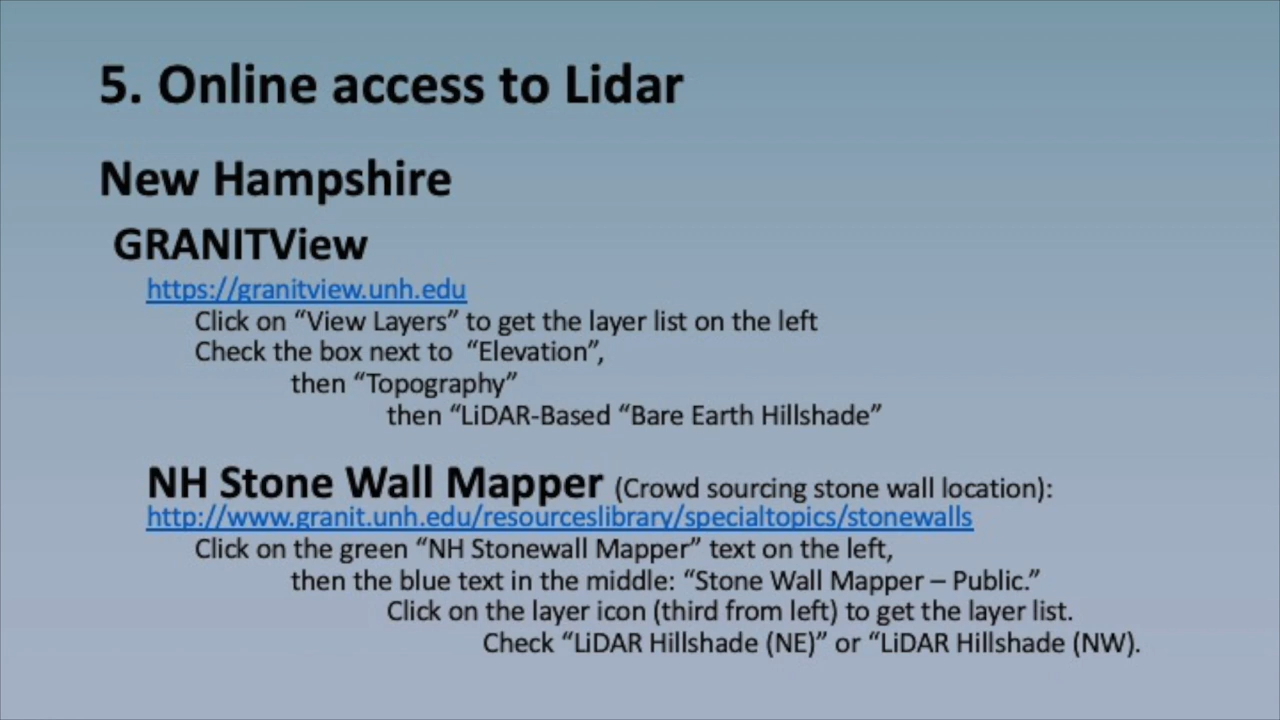 5. Online access to Lidar
New Hampshire
GRANITView
https://granitview.unh.edu
Click on “View Layers” to get the layer list on the left
Check the box next to “Elevation”,
then “Topography”
then “LiDAR-Based “Bare Earth Hillshade”
NH Stone Wall Mapper (Crowd sourcing stone wall location):
http://www.granit.unh.edu/resourceslibrary/specialtopics/stonewalls
Click on the green “NH Stonewall Mapper” text on the left,
then the blue text in the middle: “Stone Wall Mapper – Public.”
Click on the layer icon (third from left) to get the layer list.
Check “LiDAR Hillshade (NE)” or “LiDAR Hillshade (NW).